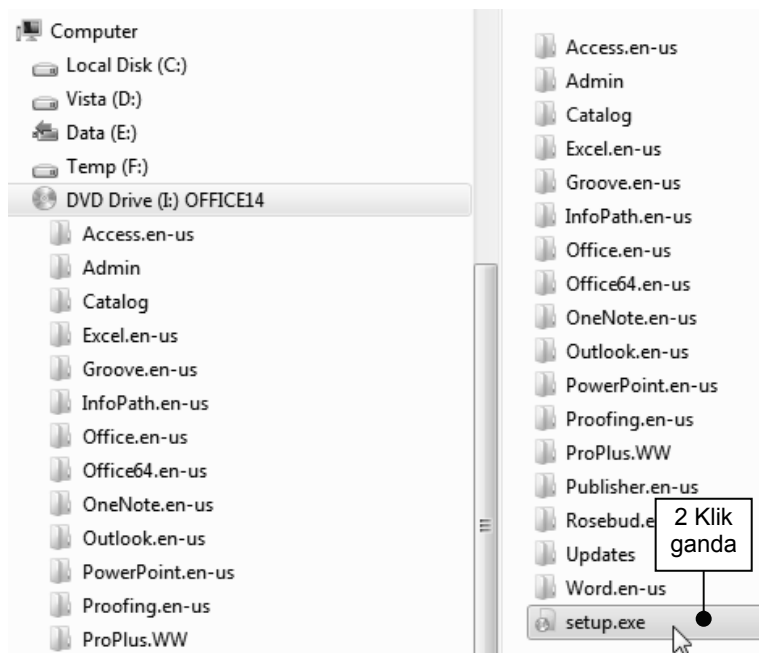 Computer
Local Disk (C:)
Vista (D:)
Data (E:)
Temp (F:)
DVD Drive (I:) OFFICE14
Access.en-us
Admin
Catalog
Excel.en-us
Groove.en-us
InfoPath.en-us
Office.en-us
Office64.en-us
OneNote.en-us
Outlook.en-us
PowerPoint.en-us
Proofing.en-us
ProPlus.WW
Access.en-us
Admin
Catalog
Excel.en-us
Groove.en-us
InfoPath.en-us
Office.en-us
Office64.en-us
OneNote.en-us
Outlook.en-us
PowerPoint.en-us
Proofing.en-us
ProPlus.WW
Publisher.en-us
Rosebud.e
Updates
Word.en-us
setup.exe
2 Klik
ganda